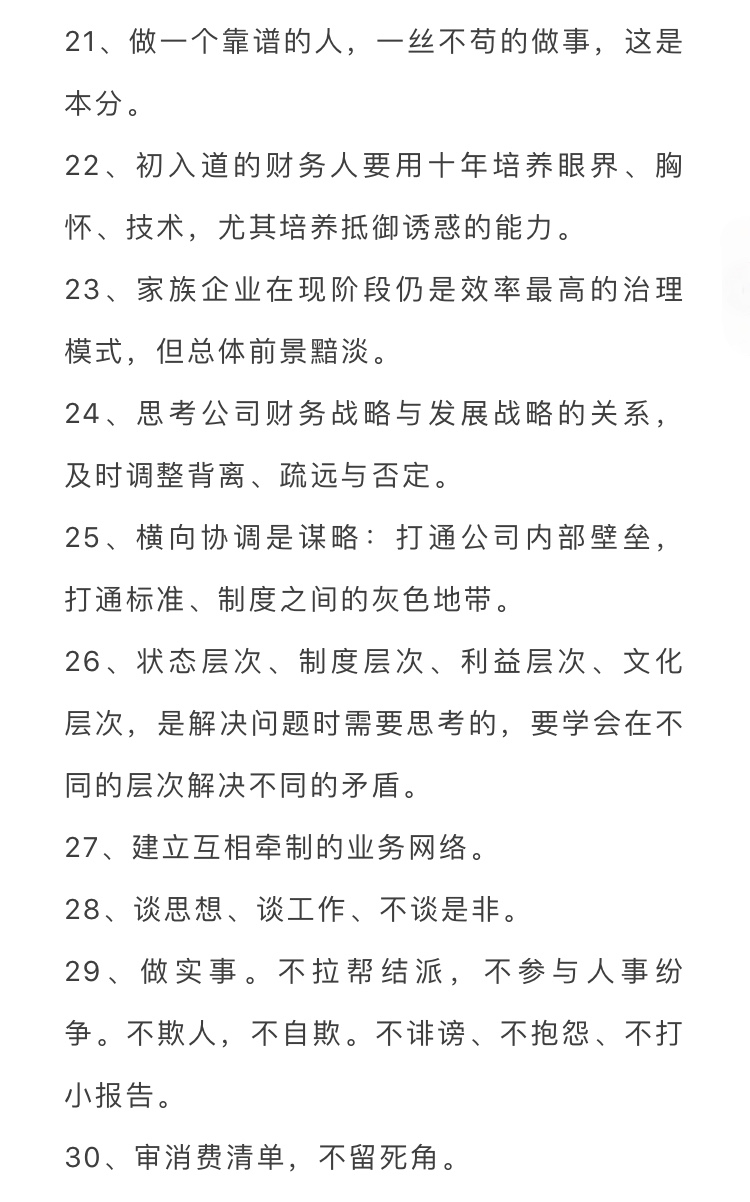 21、做一个靠谱的人，一丝不苟的做事，这是
本分。
22、初入道的财务人要用十年培养眼界、胸
怀、技术，尤其培养抵御诱惑的能力。
23、家族企业在现阶段仍是效率最高的治理
模式，但总体前景黯淡。
24、思考公司财务战略与发展战略的关系，
及时调整背离、疏远与否定。
25、横向协调是谋略：打通公司内部壁垒，
打通标准、制度之间的灰色地带。
26、状态层次、制度层次、利益层次、文化
层次，是解决问题时需要思考的，要学会在不
同的层次解决不同的矛盾。
27、建立互相牵制的业务网络。
28、谈思想、谈工作、不谈是非。
29、做实事。不拉帮结派，不参与人事纷
争。不欺人，不自欺。不诽谤、不抱怨、不打
小报告。
30、审消费清单，不留死角。